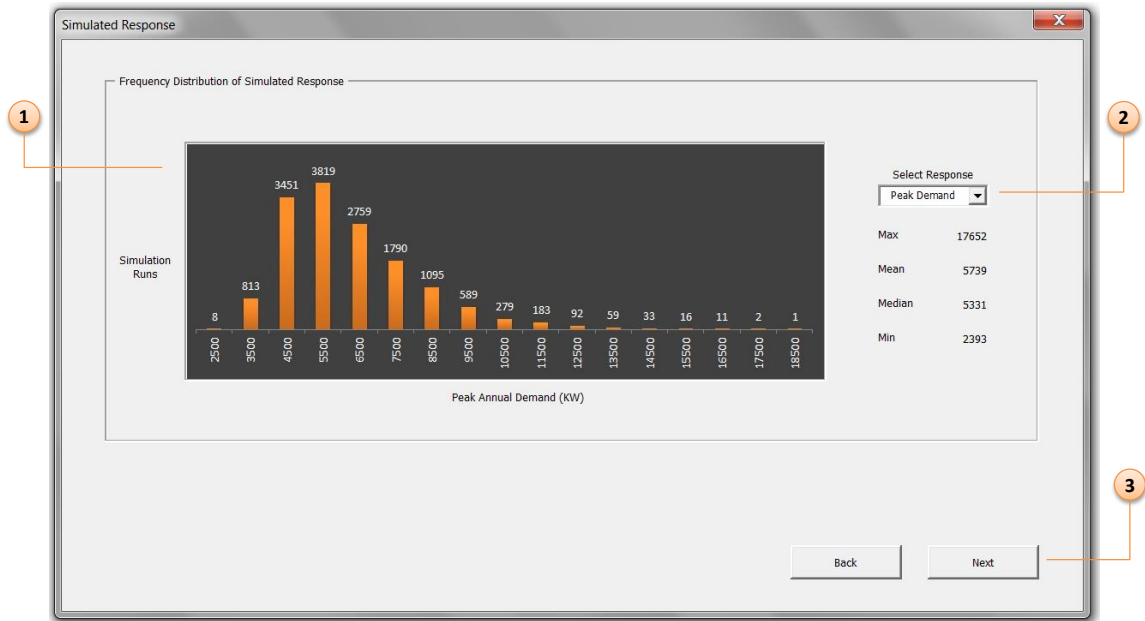 Simulated Response
X
Frequency Distribution of Simulated Response
1
2
3819
3451
2759
1790
1095
813
589
279
183
92
59
33
16
11
2
1
8
Simulation
Runs
2500
3500
4500
5500
6500
7500
8500
9500
10500
11500
12500
13500
14500
15500
16500
17500
18500
Peak Annual Demand (KW)
Select Response
Peak Demand
Max 17652
Mean 5739
Median 5331
Min 2393
3
Back
Next